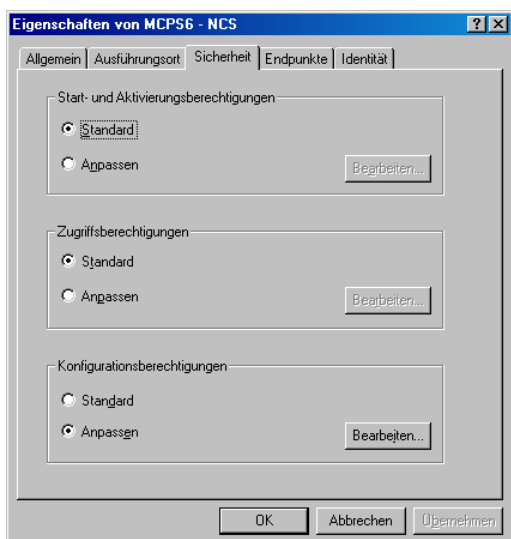 Eigenschaften von MCPS6 - NCS
Allgemein Ausführungsort Sicherheit Endpunkte Identität
Start- und Aktivierungsberechtigungen
Standard
Anpassen
Bearbeiten...
Zugriffsberechtigungen
Standard
Anpassen
Bearbeiten...
Konfigurationsberechtigungen
Standard
Anpassen
Bearbeiten...
OK Abbrechen Übernehmen